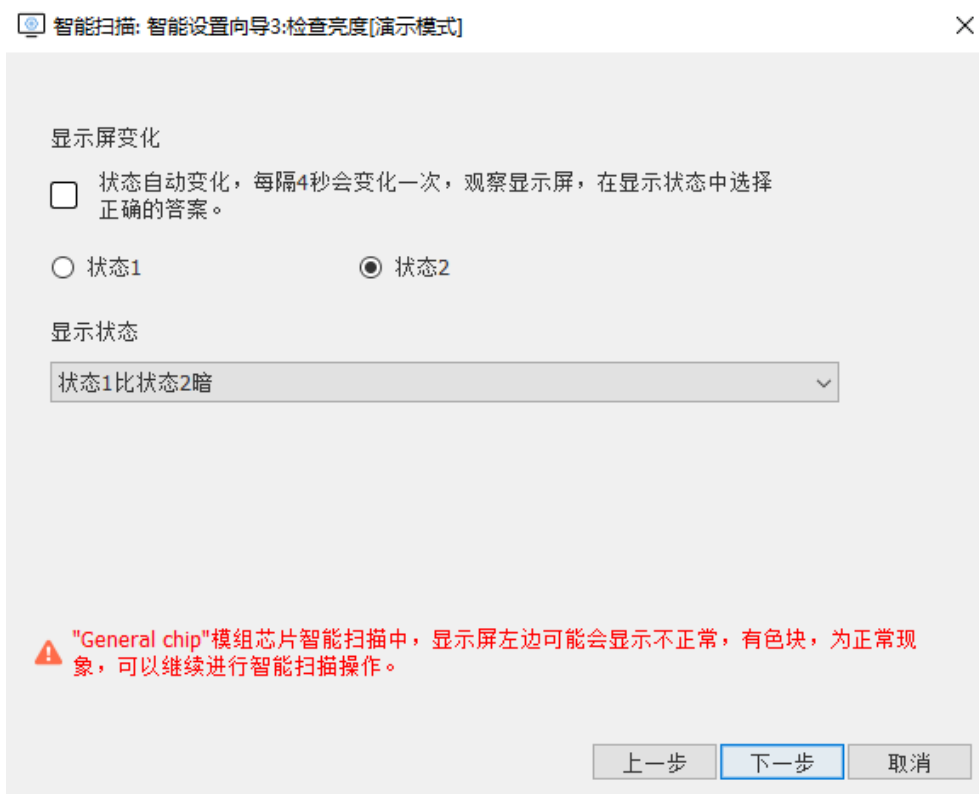 智能扫描: 智能设置向导3:检查亮度[演示模式]
显示屏变化
状态自动变化，每隔4秒会变化一次，观察显示屏，在显示状态中选择
正确的答案。
状态1
状态2
显示状态
状态1比状态2暗
"General chip"模组芯片智能扫描中，显示屏左边可能会显示不正常，有色块，为正常现
象，可以继续进行智能扫描操作。
上一步
下一步
取消